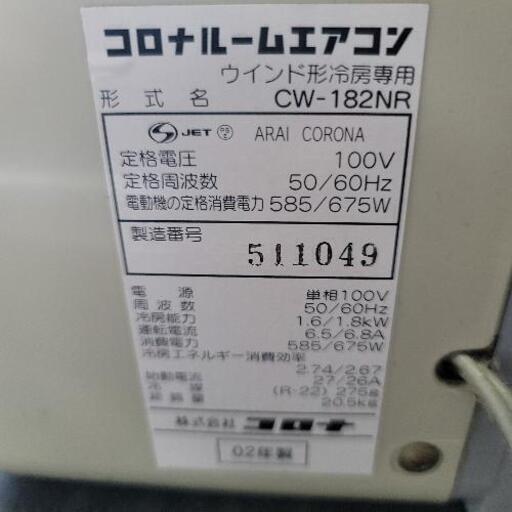 コロナルームエアコン
ウインド形冷房専用
形式名 CW-182NR
JET PS E ARAI CORONA
定格電圧 100V
定格周波数 50/60Hz
電動機の定格消費電力 585/675W
製造番号
511049
電源 単相100V
周波数 50/60Hz
冷房能力 1.6/1.8kW
運転電流 6.5/6.8A
消費電力 585/675W
冷房エネルギー消費効率
2.74/2.67
始動電流 27/26A
冷媒 (R-22) 275g
総質量 20.5kg
株式会社 コロナ
02年製